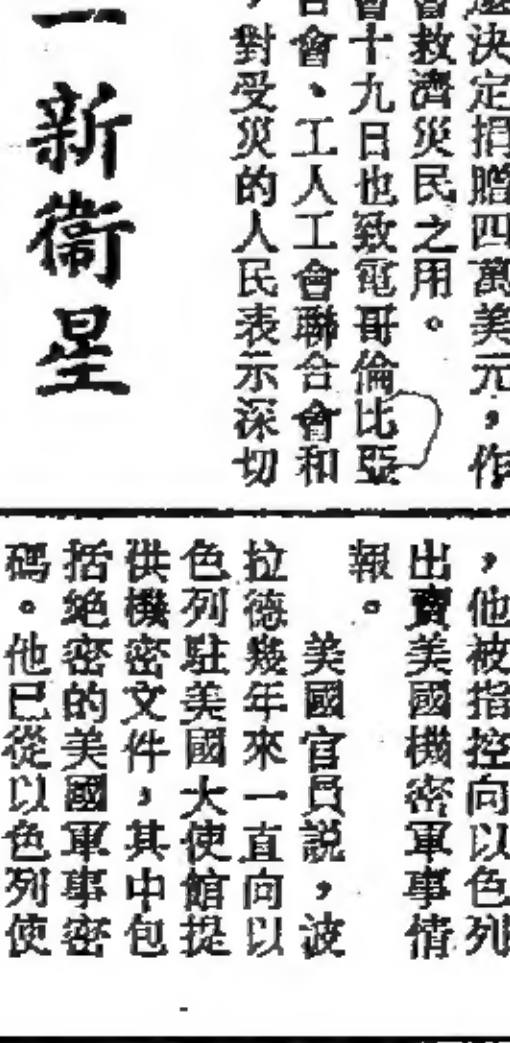 決定捐贈四萬美元，作
會救濟災民之用。
會十九日也致電哥倫比亞
合會、工人工會聯合會和
，對受災的人民表示深切
一新衞星
，他被指控向以色列
出賣美國機密軍事情
報。
美國官員説，波
拉德幾年來一直向以
色列駐美國大使館提
供機密文件，其中包
括絶密的美國軍事密
碼。他已從以色列使